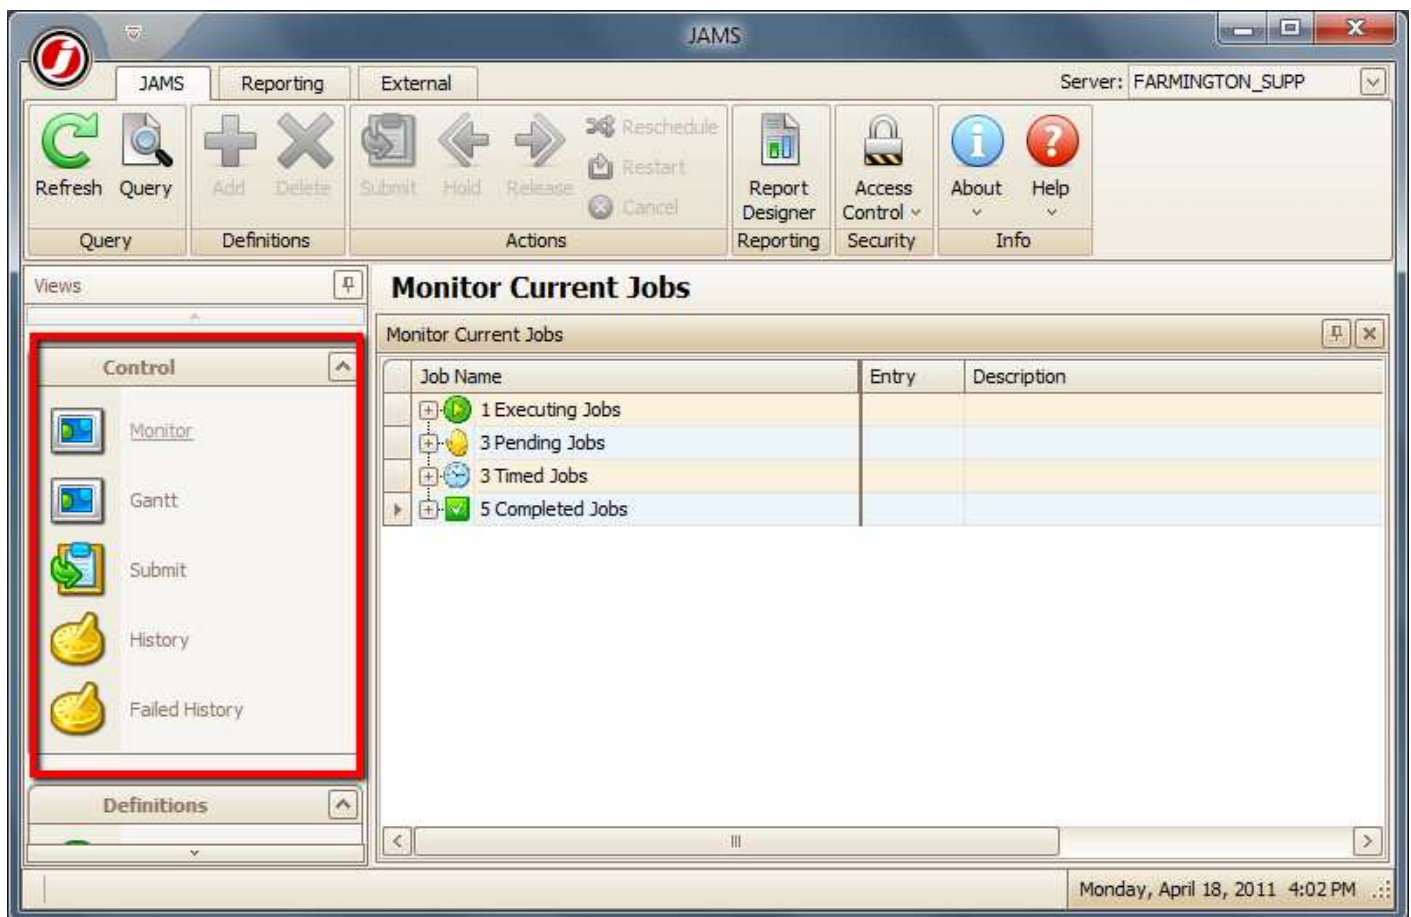 JAMS
JAMS Reporting External Server: FARMINGTON_SUPP
Refresh Query Add Delete Submit Hold Release Reschedule Restart Cancel Report Designer Access Control About Help
Query Definitions Actions Reporting Security Info
Views
Monitor Current Jobs
Monitor Current Jobs
Control
Monitor
Gantt
Submit
History
Failed History
Definitions
Job Name Entry Description
1 Executing Jobs
3 Pending Jobs
3 Timed Jobs
5 Completed Jobs
Monday, April 18, 2011 4:02 PM